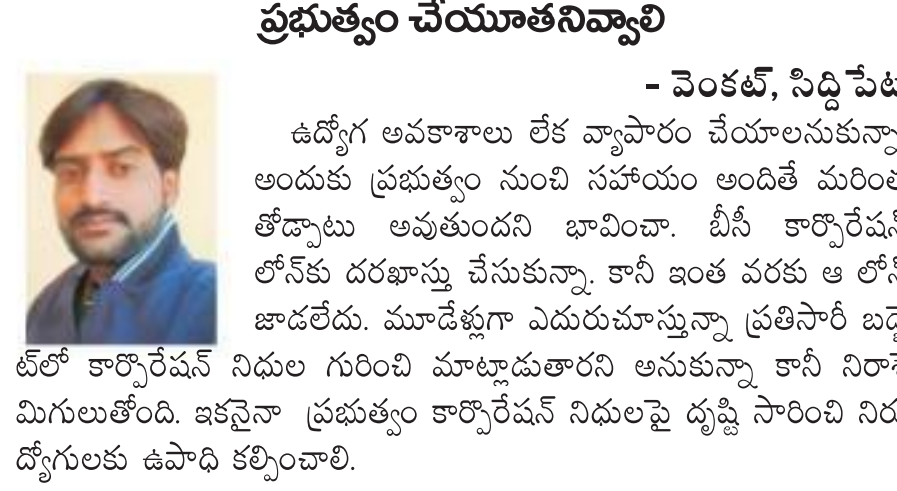 ప్రభుత్వం చేయూతనివ్వాలి
- వెంకట్, సిద్దిపేట
ఉద్యోగ అవకాశాలు లేక వ్యాపారం చేయాలనుకున్నా
అందుకు ప్రభుత్వం నుంచి సహాయం అందితే మరింత
తోడ్పాటు అవుతుందని భావించా. బీసీ కార్పొరేషన్
లోన్‌కు దరఖాస్తు చేసుకున్నా. కానీ ఇంత వరకు ఆ లోన్
జాడలేదు. మూడేళ్లుగా ఎదురుచూస్తున్నా ప్రతిసారీ బడ్జె
ట్‌లో కార్పొరేషన్ నిధుల గురించి మాట్లాడుతారని అనుకున్నా కానీ నిరాశే
మిగులుతోంది. ఇకనైనా ప్రభుత్వం కార్పొరేషన్ నిధులపై దృష్టి సారించి నిరు
ద్యోగులకు ఉపాధి కల్పించాలి.